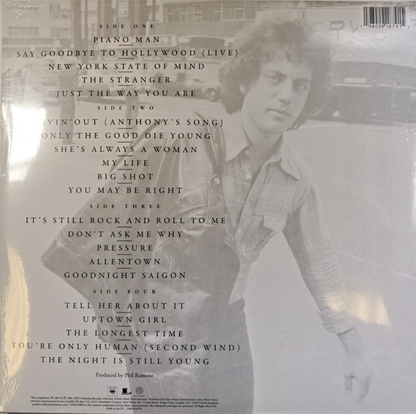 SIDE ONE
PIANO MAN
SAY GOODBYE TO HOLLYWOOD (LIVE)
NEW YORK STATE OF MIND
THE STRANGER
JUST THE WAY YOU ARE
SIDE TWO
VIN'OUT (ANTHONY'S SONG)
ONLY THE GOOD DIE YOUNG
SHE'S ALWAYS A WOMAN
MY LIFE
BIG SHOT
YOU MAY BE RIGHT
SIDE THREE
IT'S STILL ROCK AND ROLL TO ME
DON'T ASK ME WHY
PRESSURE
ALLENTOWN
GOODNIGHT SAIGON
SIDE FOUR
TELL HER ABOUT IT
UPTOWN GIRL
THE LONGEST TIME
YOU'RE ONLY HUMAN (SECOND WIND)
THE NIGHT IS STILL YOUNG
Produced by Phil Ramone